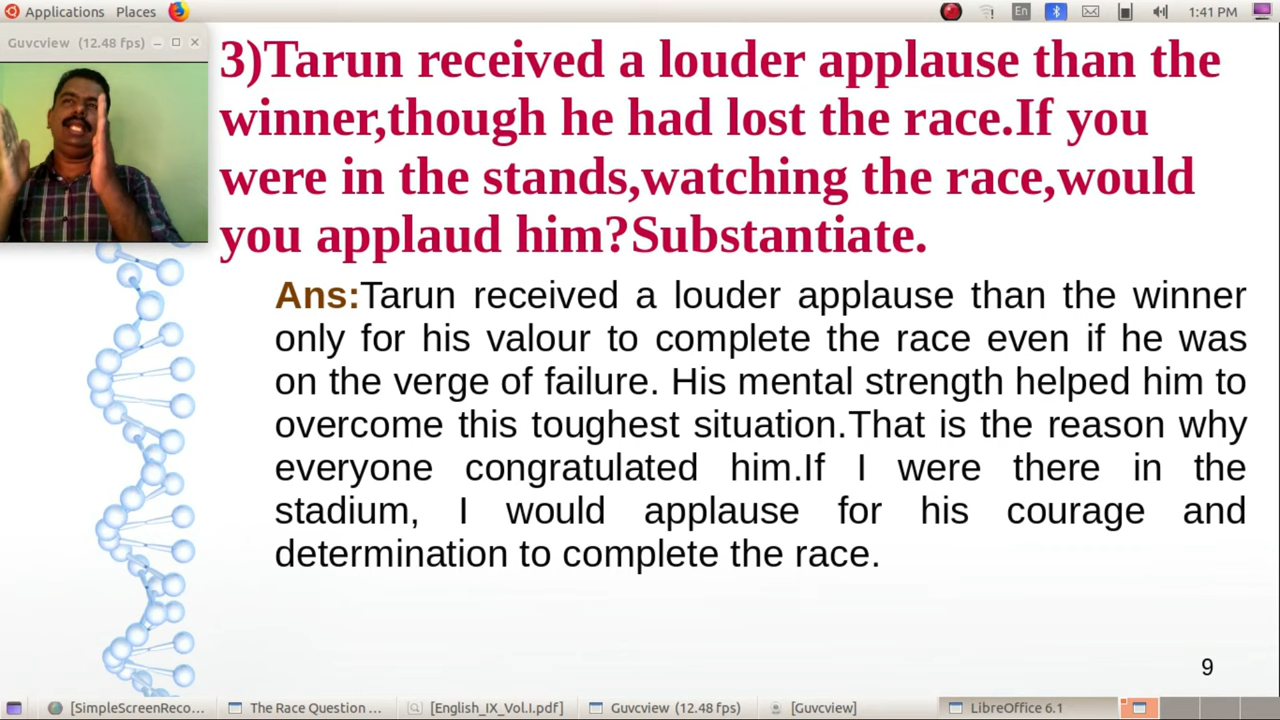 Applications Places
En
1:41 PM
Guvcview (12.48 fps)
3)Tarun received a louder applause than the
winner,though he had lost the race.If you
were in the stands,watching the race,would
you applaud him?Substantiate.
Ans:Tarun received a louder applause than the winner
only for his valour to complete the race even if he was
on the verge of failure. His mental strength helped him to
overcome this toughest situation.That is the reason why
everyone congratulated him.If I were there in the
stadium, I would applause for his courage and
determination to complete the race.
9
[SimpleScreenReco... The Race Question ... [English_IX_Vol.I.pdf] Guvcview (12.48 fps) [Guvcview] LibreOffice 6.1